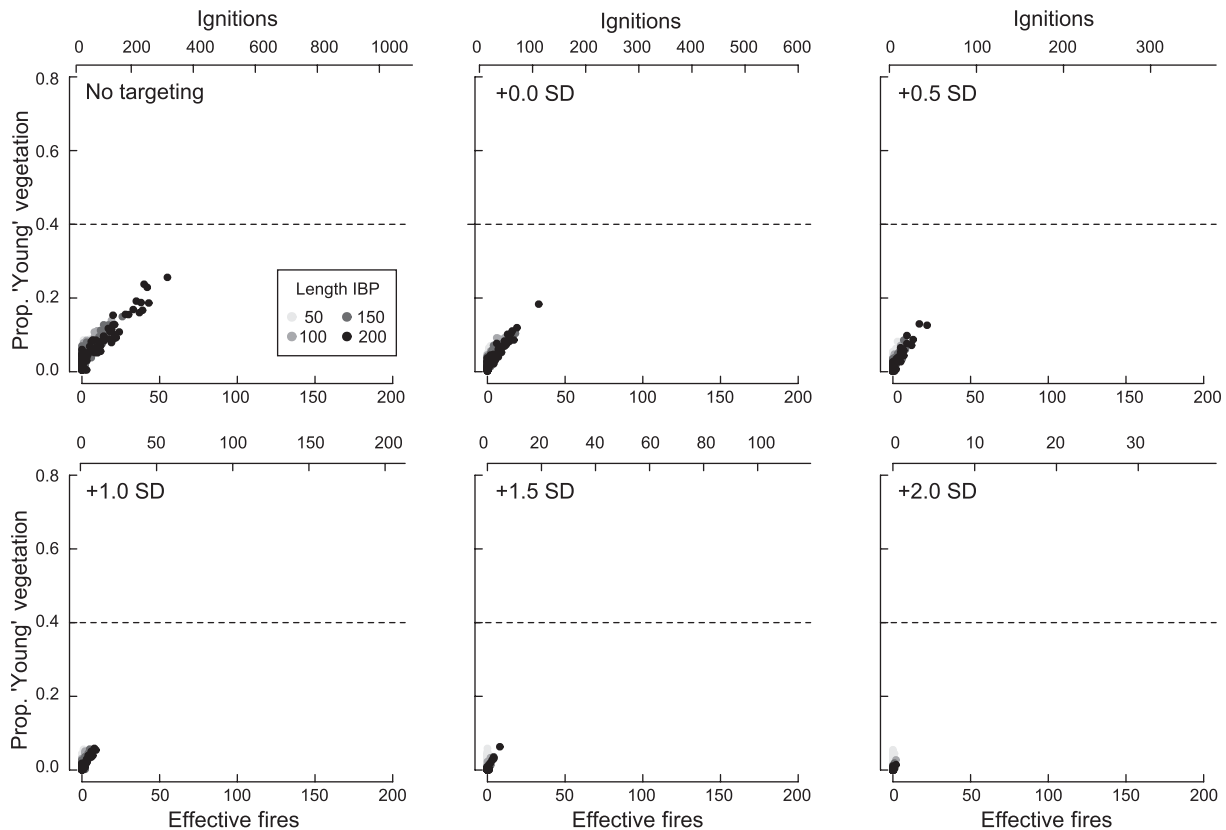 Ignitions Ignitions Ignitions
0 200 400 600 800 1000 0 100 200 300 400 500 600 0 100 200 300
No targeting +0.0 SD +0.5 SD
Prop. 'Young' vegetation
0.8
0.6
0.4
0.2
0.0
Length IBP
50 150
100 200
0 50 100 150 200 0 50 100 150 200 0 50 100 150 200
0 50 100 150 200 0 20 40 60 80 100 0 10 20 30
+1.0 SD +1.5 SD +2.0 SD
Prop. 'Young' vegetation
0.8
0.6
0.4
0.2
0.0
0 50 100 150 200 0 50 100 150 200 0 50 100 150 200
Effective fires Effective fires Effective fires